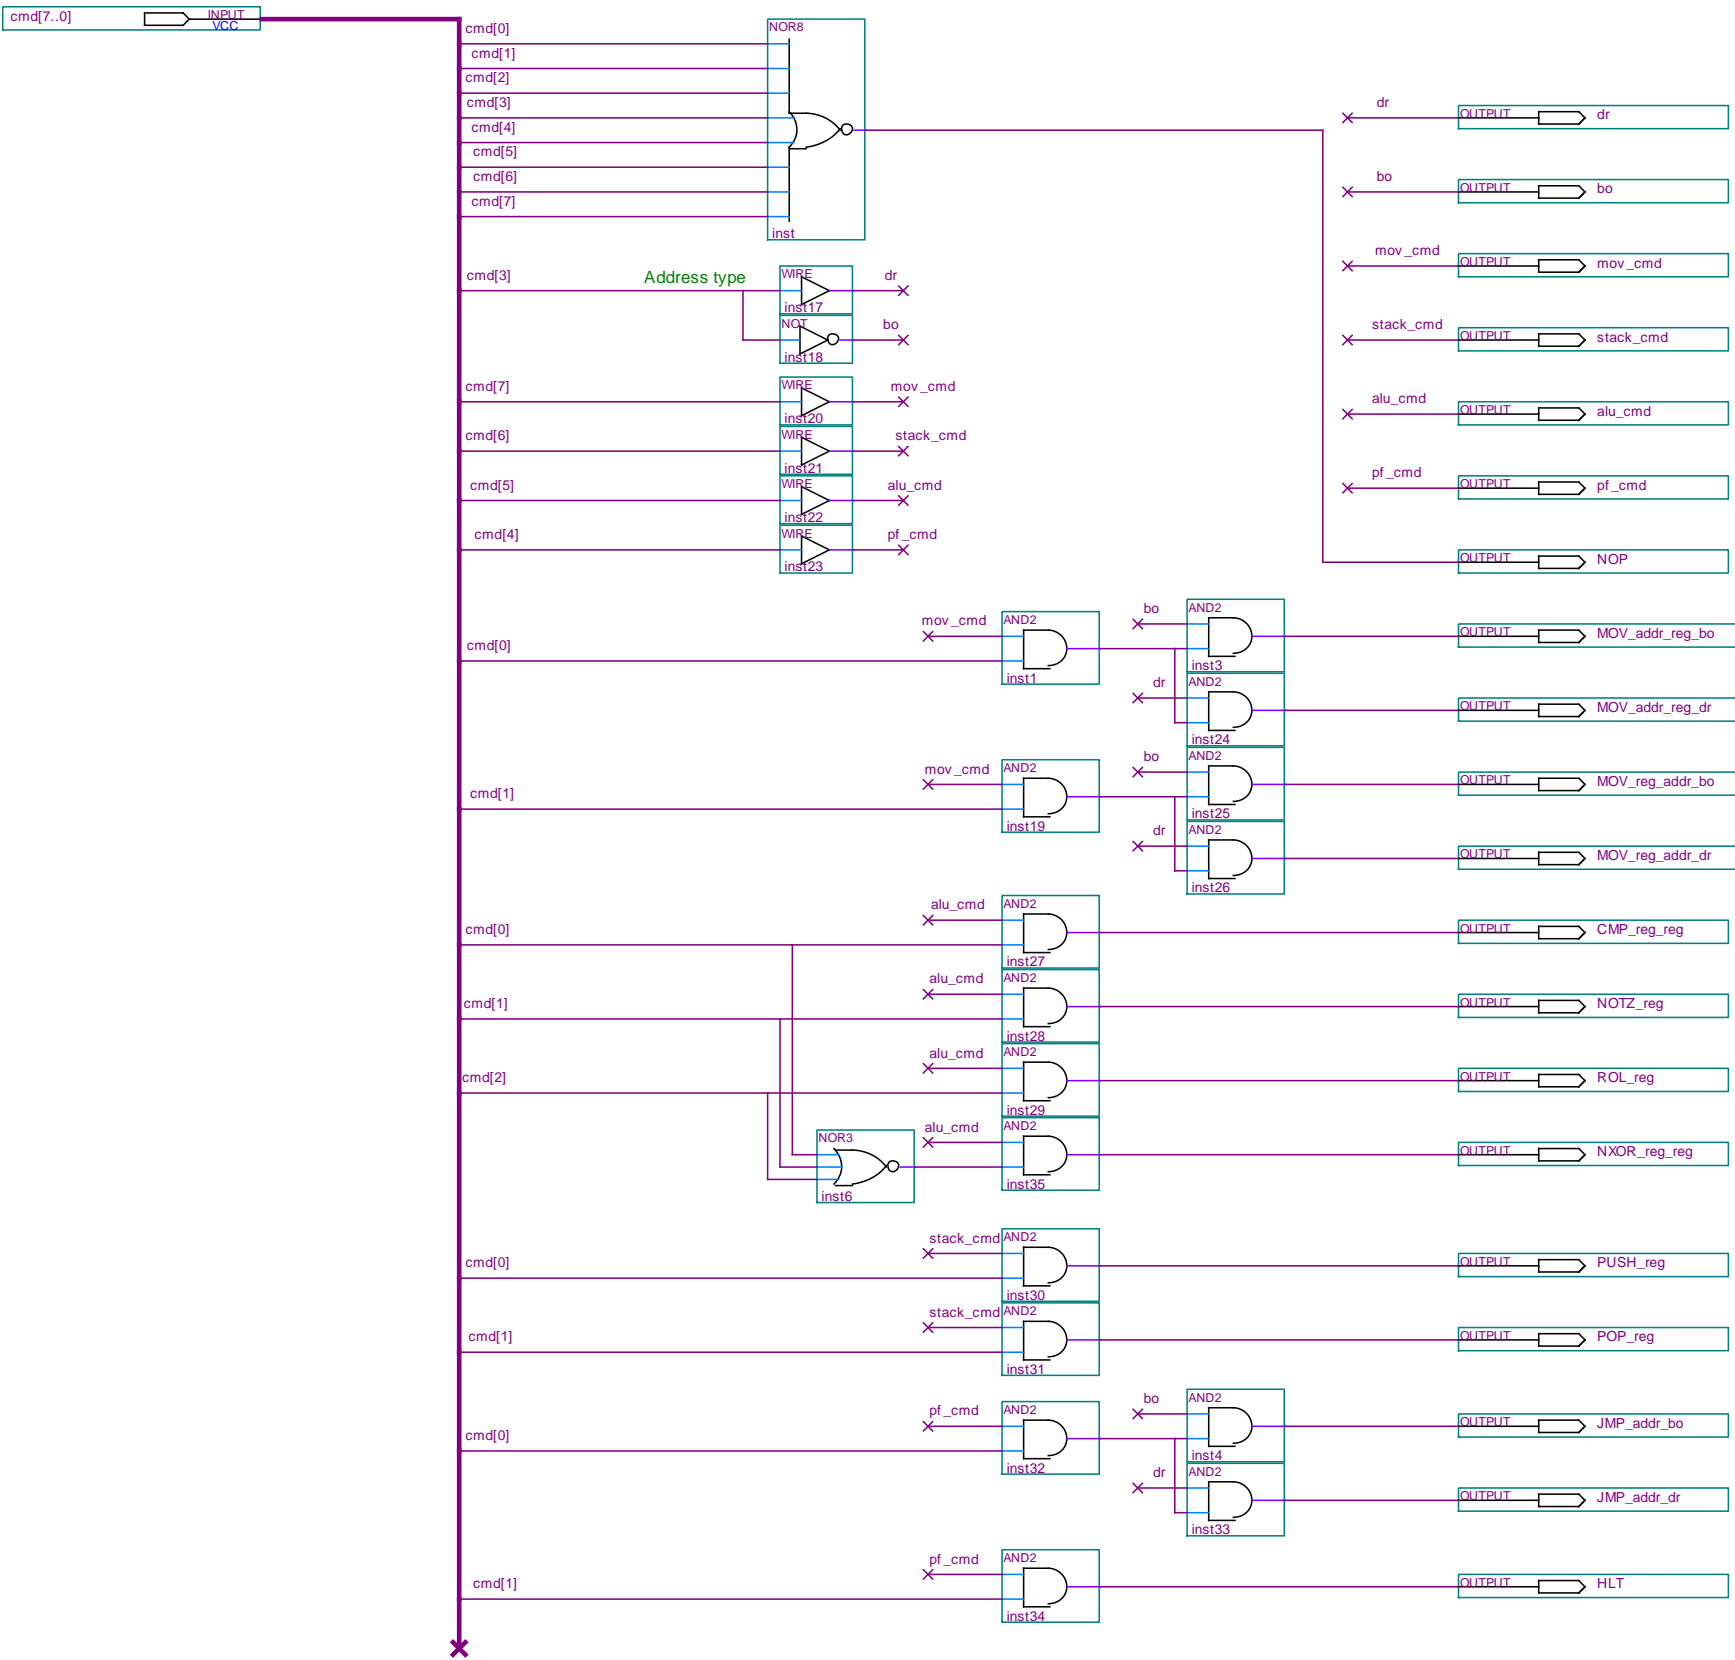 cmd[7..0] INPUT
VCC
cmd[0]
cmd[1]
cmd[2]
cmd[3]
cmd[4]
cmd[5]
cmd[6]
cmd[7]
NOR8
inst
dr OUTPUT dr
bo OUTPUT bo
mov_cmd OUTPUT mov_cmd
stack_cmd OUTPUT stack_cmd
alu_cmd OUTPUT alu_cmd
pf_cmd OUTPUT pf_cmd
OUTPUT NOP
cmd[3] Address type WIRE dr
inst17
NOT bo
inst18
cmd[7] WIRE mov_cmd
inst20
cmd[6] WIRE stack_cmd
inst21
cmd[5] WIRE alu_cmd
inst22
cmd[4] WIRE pf_cmd
inst23
cmd[0] mov_cmd AND2
inst1
bo AND2
inst3
OUTPUT MOV_addr_reg_bo
dr AND2
inst24
OUTPUT MOV_addr_reg_dr
cmd[1] mov_cmd AND2
inst19
bo AND2
inst25
OUTPUT MOV_reg_addr_bo
dr AND2
inst26
OUTPUT MOV_reg_addr_dr
cmd[0] alu_cmd AND2
inst27
OUTPUT CMP_reg_reg
cmd[1] alu_cmd AND2
inst28
OUTPUT NOTZ_reg
cmd[2] alu_cmd AND2
inst29
OUTPUT ROL_reg
NOR3
inst6
alu_cmd AND2
inst35
OUTPUT NXOR_reg_reg
cmd[0] stack_cmd AND2
inst30
OUTPUT PUSH_reg
cmd[1] stack_cmd AND2
inst31
OUTPUT POP_reg
cmd[0] pf_cmd AND2
inst32
bo AND2
inst4
OUTPUT JMP_addr_bo
dr AND2
inst33
OUTPUT JMP_addr_dr
cmd[1] pf_cmd AND2
inst34
OUTPUT HLT